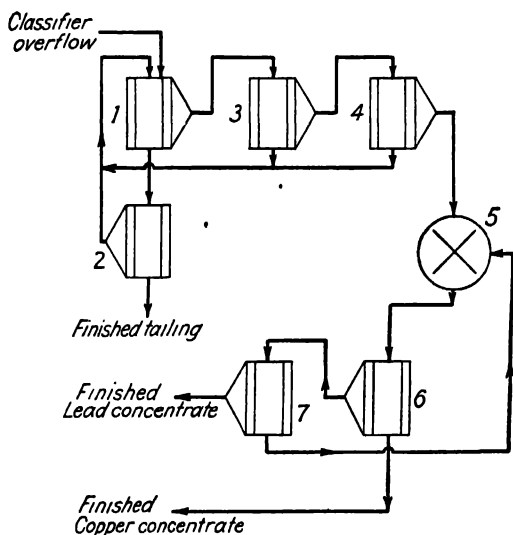 Classifier
overflow
1
3
4
2
5
Finished tailing
Finished
Lead concentrate
7
6
Finished
Copper concentrate